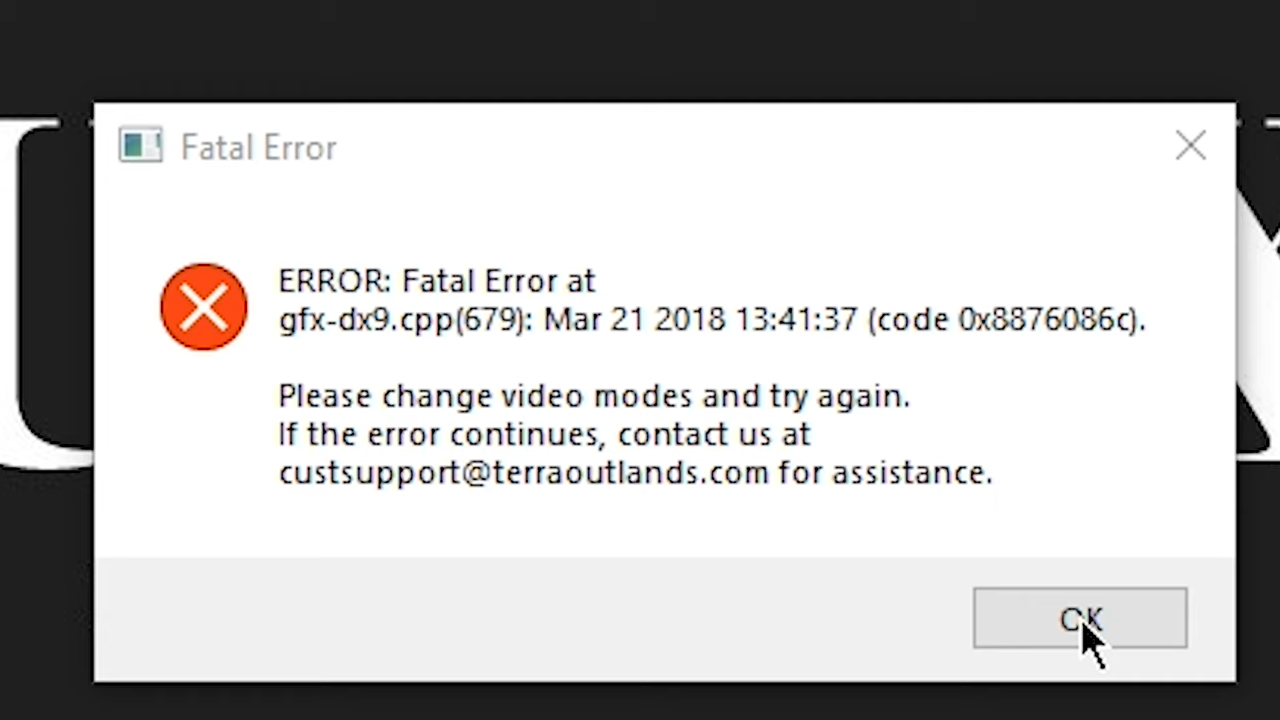 Fatal Error
ERROR: Fatal Error at
gfx-dx9.cpp(679): Mar 21 2018 13:41:37 (code 0x8876086c).
Please change video modes and try again.
If the error continues, contact us at
custsupport@terraoutlands.com for assistance.
OK